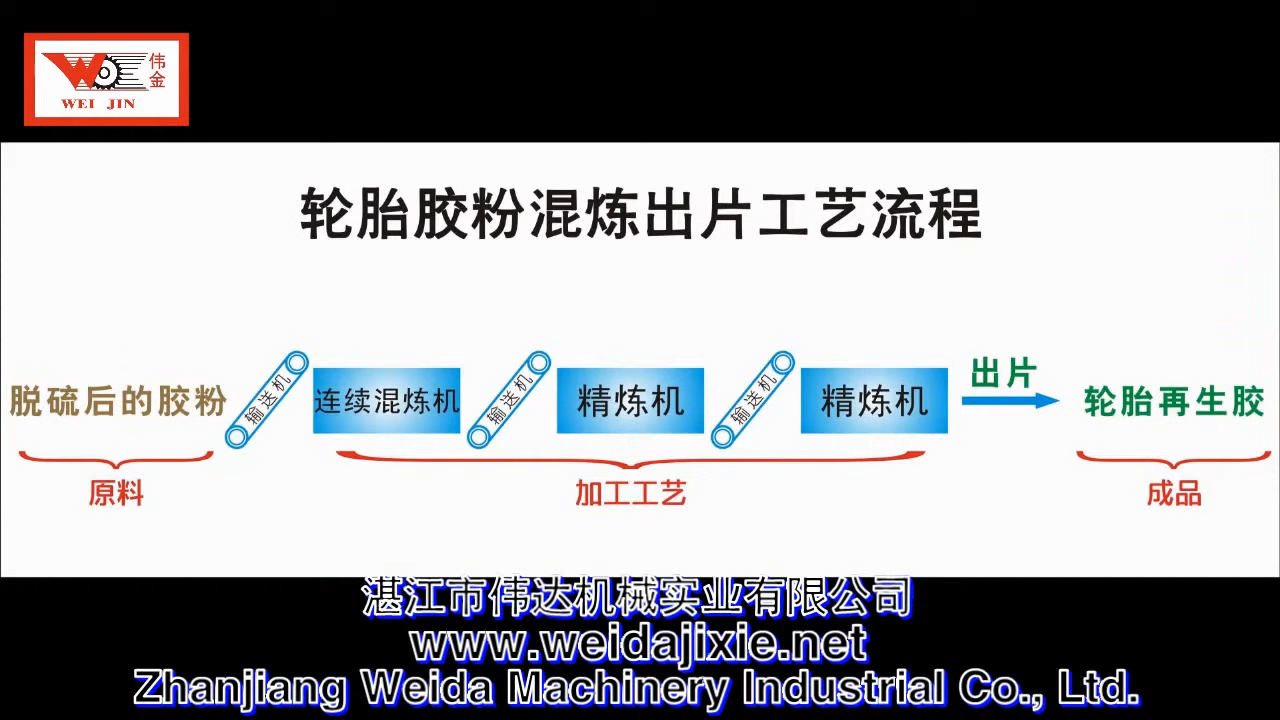 伟金
WEI JIN
轮胎胶粉混炼出片工艺流程
脱硫后的胶粉
输送机
连续混炼机
输送机
精炼机
输送机
精炼机
出片
轮胎再生胶
原料
加工工艺
成品
湛江市伟达机械实业有限公司
www.weidajixie.net
Zhanjiang Weida Machinery Industrial Co., Ltd.